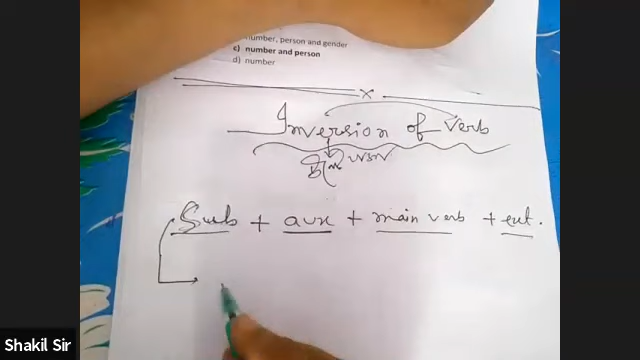 number, person and gender
c) number and person
d) number
x
Inversion of Verb
Sub + aux + main verb + ext.
Shakil Sir